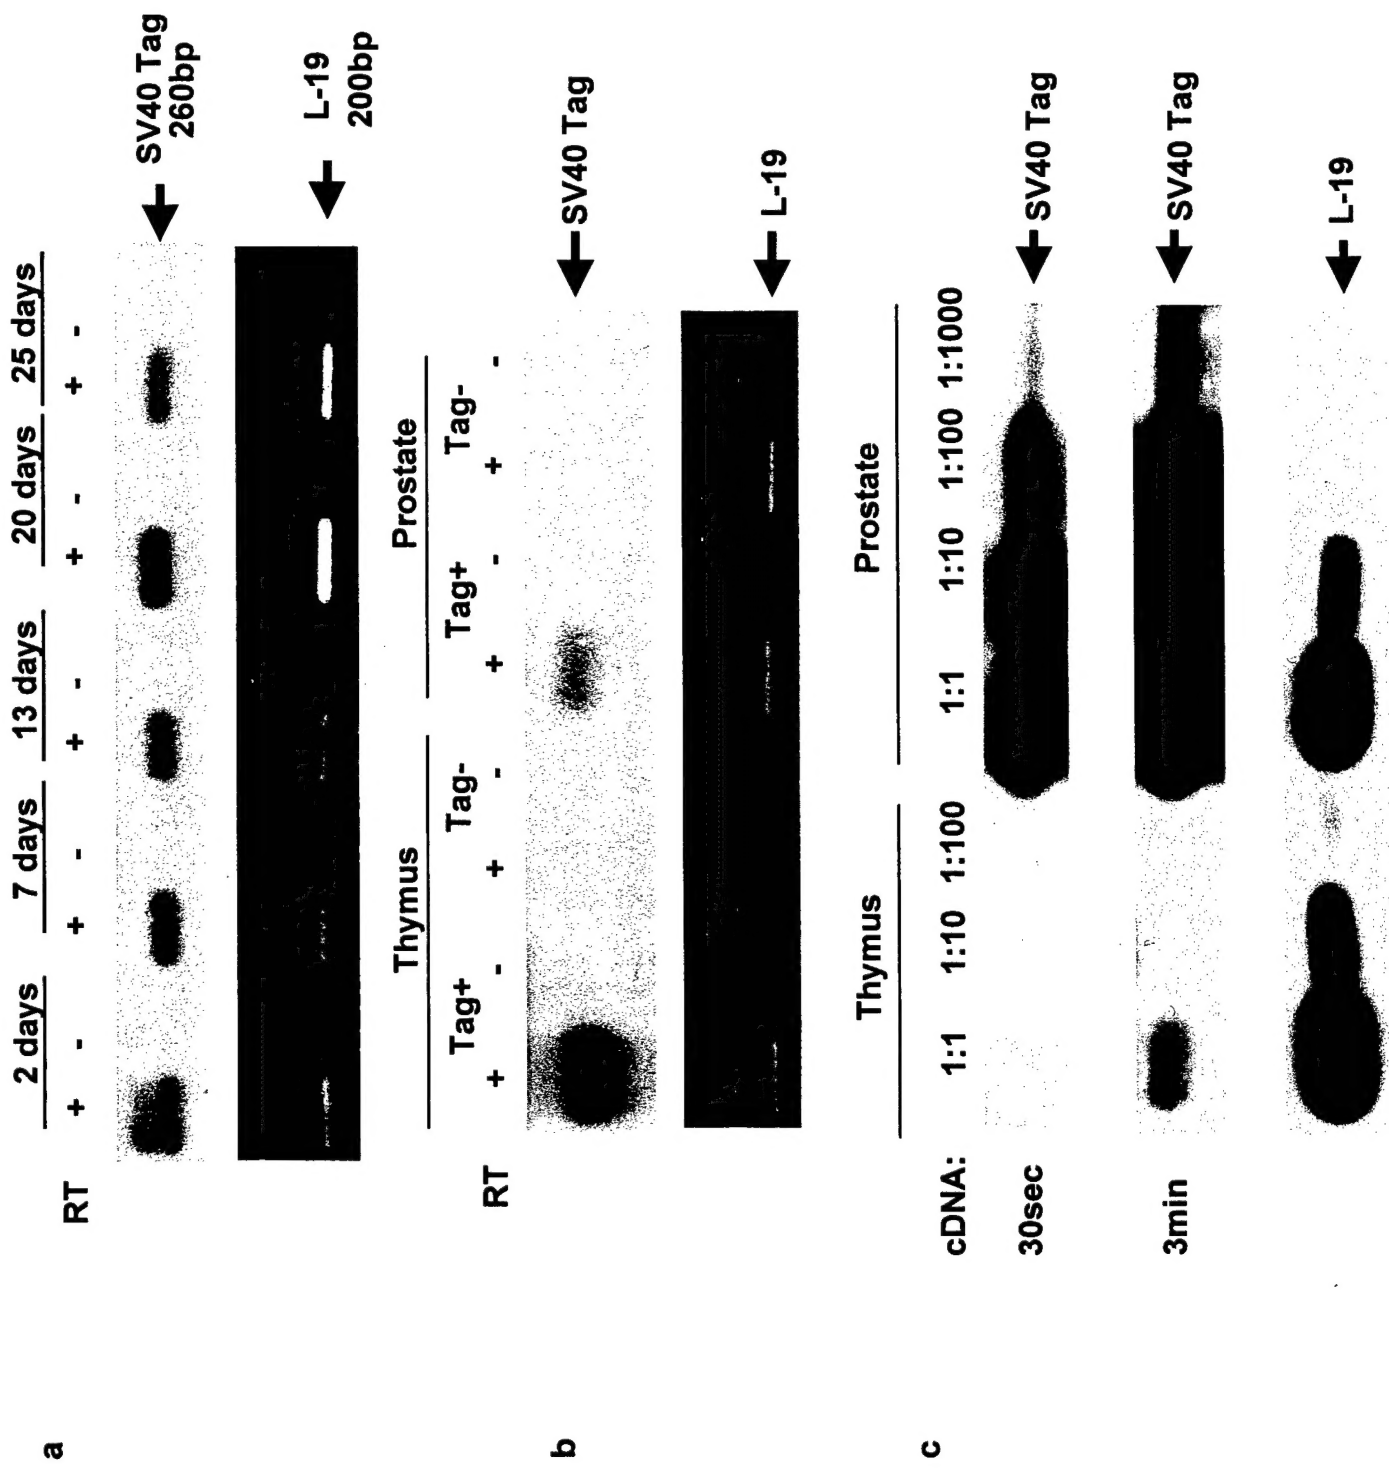 a
2 days 7 days 13 days 20 days 25 days
RT + - + - + - + - + -
SV40 Tag
260bp
L-19
200bp
b
Thymus Prostate
Tag+ Tag- Tag+ Tag-
RT + - + - + - + -
SV40 Tag
L-19
c
Thymus Prostate
cDNA: 1:1 1:10 1:100 1:1 1:10 1:100 1:1000
30sec SV40 Tag
3min SV40 Tag
L-19